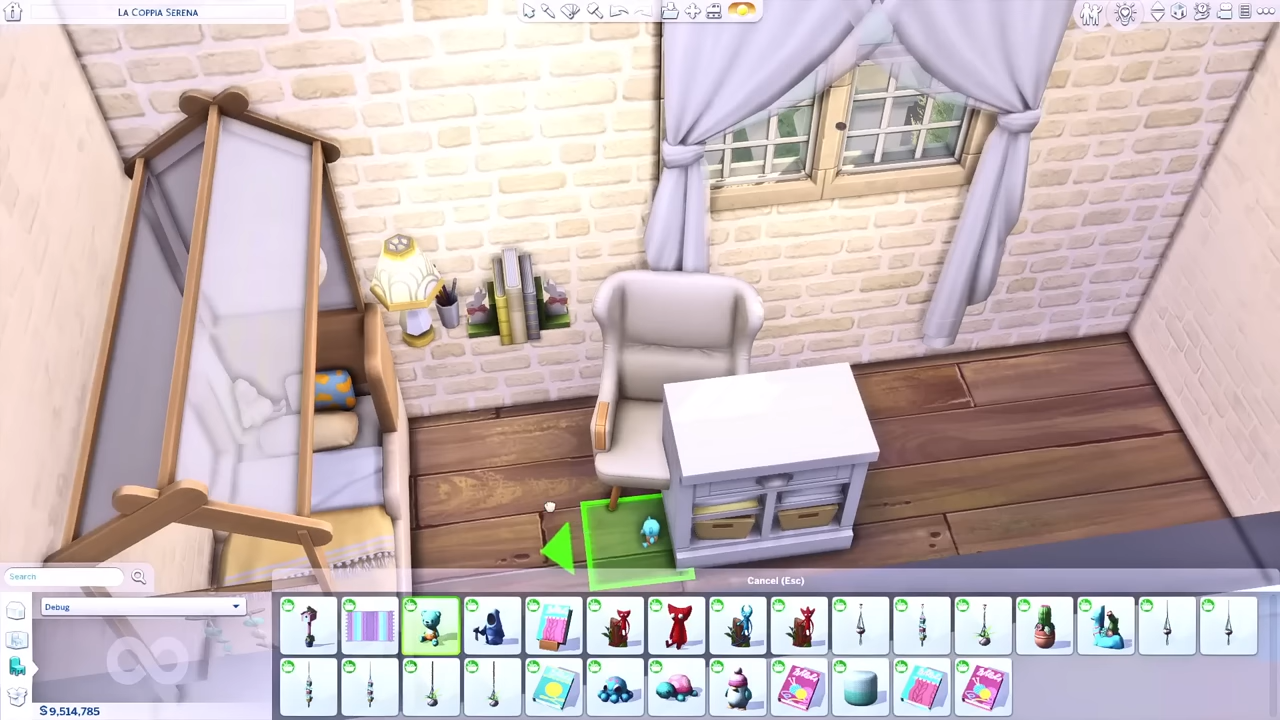 LA COPPIA SERENA
Search
Cancel (Esc)
Debug
$9,514,785